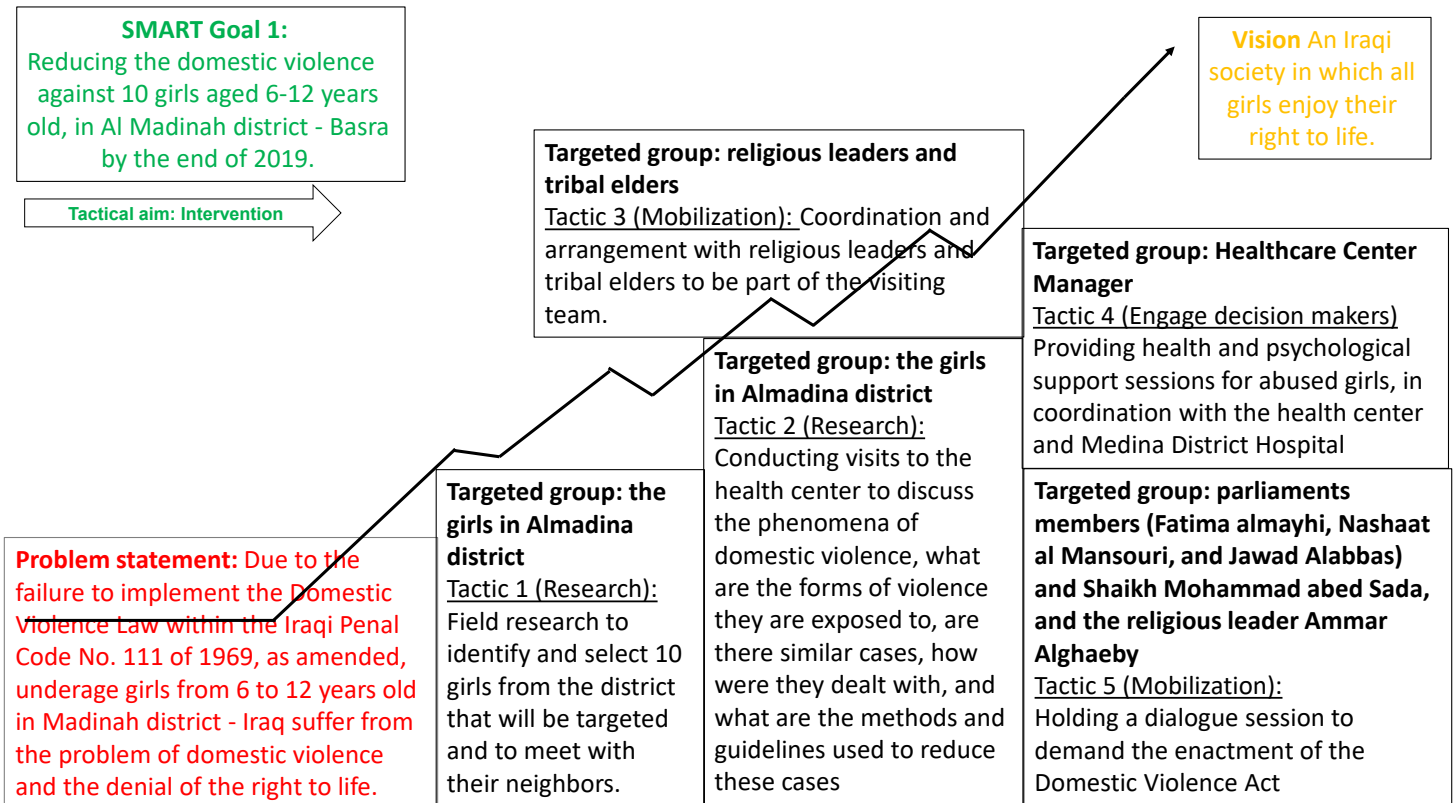 SMART Goal 1:
Reducing the domestic violence
against 10 girls aged 6-12 years
old, in Al Madinah district - Basra
by the end of 2019.
Tactical aim: Intervention
Vision An Iraqi
society in which all
girls enjoy their
right to life.
Targeted group: religious leaders and
tribal elders
Tactic 3 (Mobilization): Coordination and
arrangement with religious leaders and
tribal elders to be part of the visiting
team.
Targeted group: Healthcare Center
Manager
Tactic 4 (Engage decision makers)
Providing health and psychological
support sessions for abused girls, in
coordination with the health center
and Medina District Hospital
Targeted group: the girls
in Almadina district
Tactic 2 (Research):
Conducting visits to the
health center to discuss
the phenomena of
domestic violence, what
are the forms of violence
they are exposed to, are
there similar cases, how
were they dealt with, and
what are the methods and
guidelines used to reduce
these cases
Targeted group: the
girls in Almadina
district
Tactic 1 (Research):
Field research to
identify and select 10
girls from the district
that will be targeted
and to meet with
their neighbors.
Targeted group: parliaments
members (Fatima almayhi, Nashaat
al Mansouri, and Jawad Alabbas)
and Shaikh Mohammad abed Sada,
and the religious leader Ammar
Alghaeby
Tactic 5 (Mobilization):
Holding a dialogue session to
demand the enactment of the
Domestic Violence Act
Problem statement: Due to the
failure to implement the Domestic
Violence Law within the Iraqi Penal
Code No. 111 of 1969, as amended,
underage girls from 6 to 12 years old
in Madinah district - Iraq suffer from
the problem of domestic violence
and the denial of the right to life.